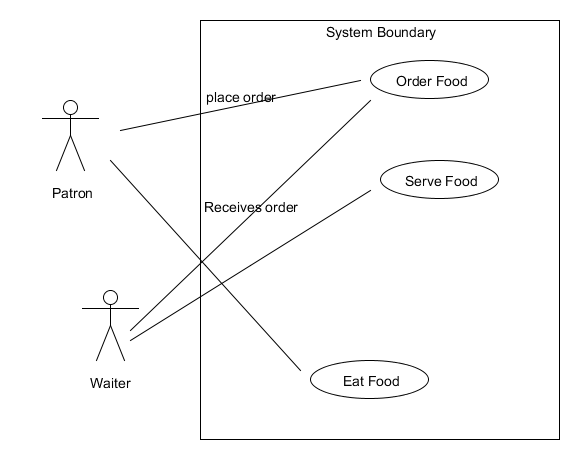 System Boundary
Order Food
place order
Serve Food
Patron
Receives order
Waiter
Eat Food